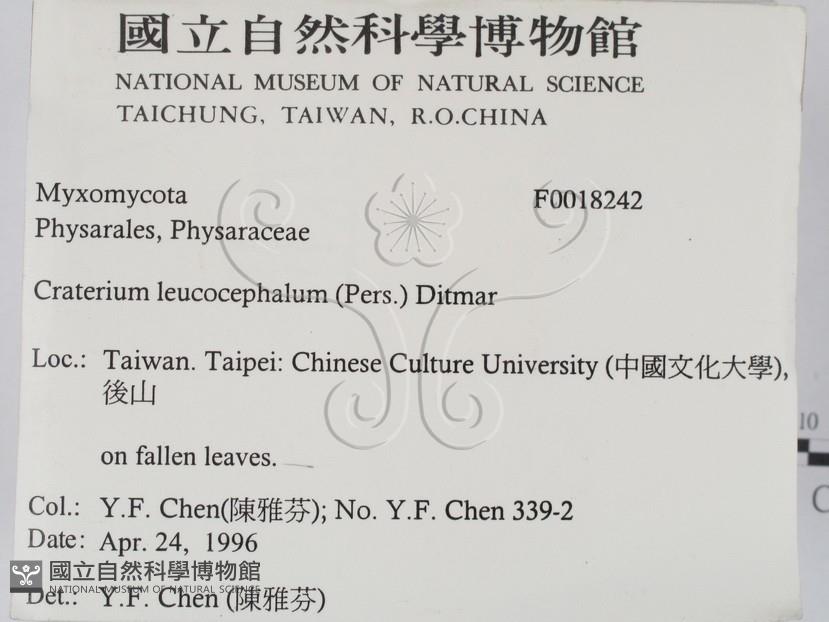 國立自然科學博物館
NATIONAL MUSEUM OF NATURAL SCIENCE
TAICHUNG, TAIWAN, R.O.CHINA
Myxomycota F0018242
Physarales, Physaraceae
Craterium leucocephalum (Pers.) Ditmar
Loc.: Taiwan. Taipei: Chinese Culture University (中國文化大學),
後山
10
on fallen leaves.
C
Col.: Y.F. Chen(陳雅芬); No. Y.F. Chen 339-2
Date: Apr. 24, 1996
國立自然科學博物館
NATIONAL MUSEUM OF NATURAL SCIENCE
Det.: Y.F. Chen (陳雅芬)